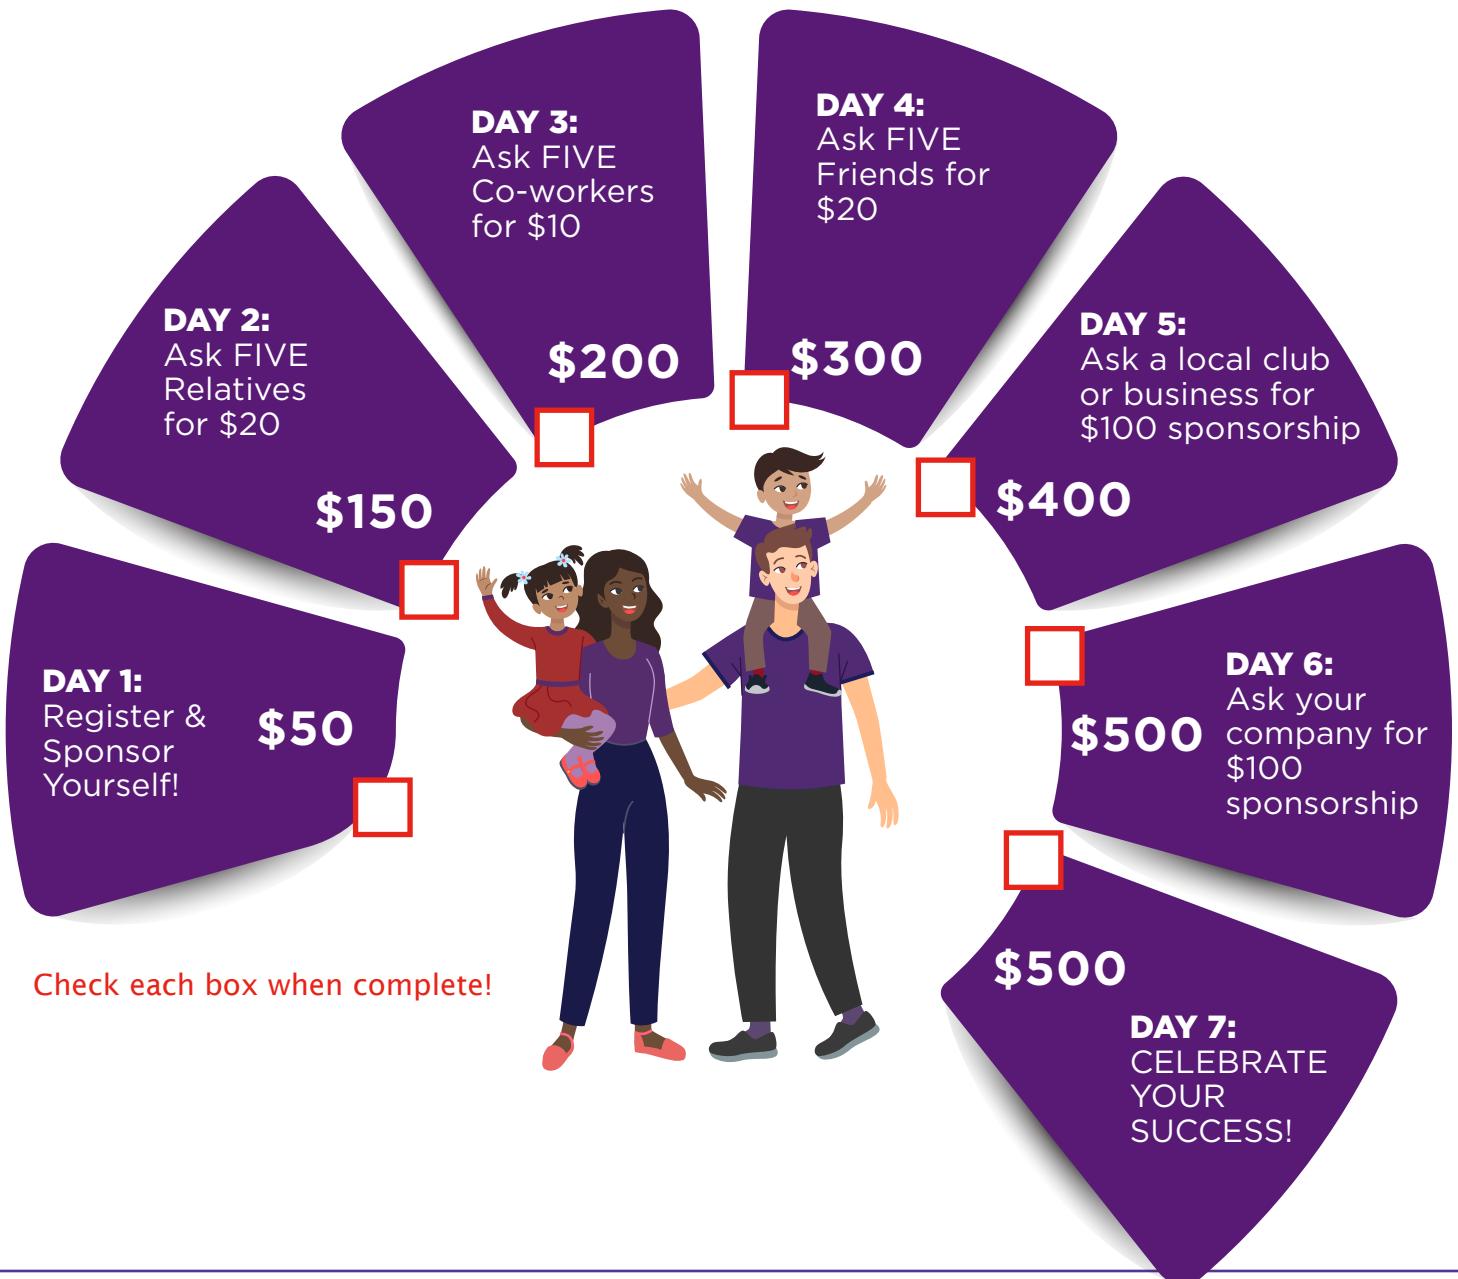 DAY 1:
Register &
Sponsor
Yourself!
$50
DAY 2:
Ask FIVE
Relatives
for $20
$150
DAY 3:
Ask FIVE
Co-workers
for $10
$200
DAY 4:
Ask FIVE
Friends for
$20
$300
DAY 5:
Ask a local club
or business for
$100 sponsorship
$400
DAY 6:
Ask your
company for
$100
sponsorship
$500
$500
DAY 7:
CELEBRATE
YOUR
SUCCESS!
Check each box when complete!